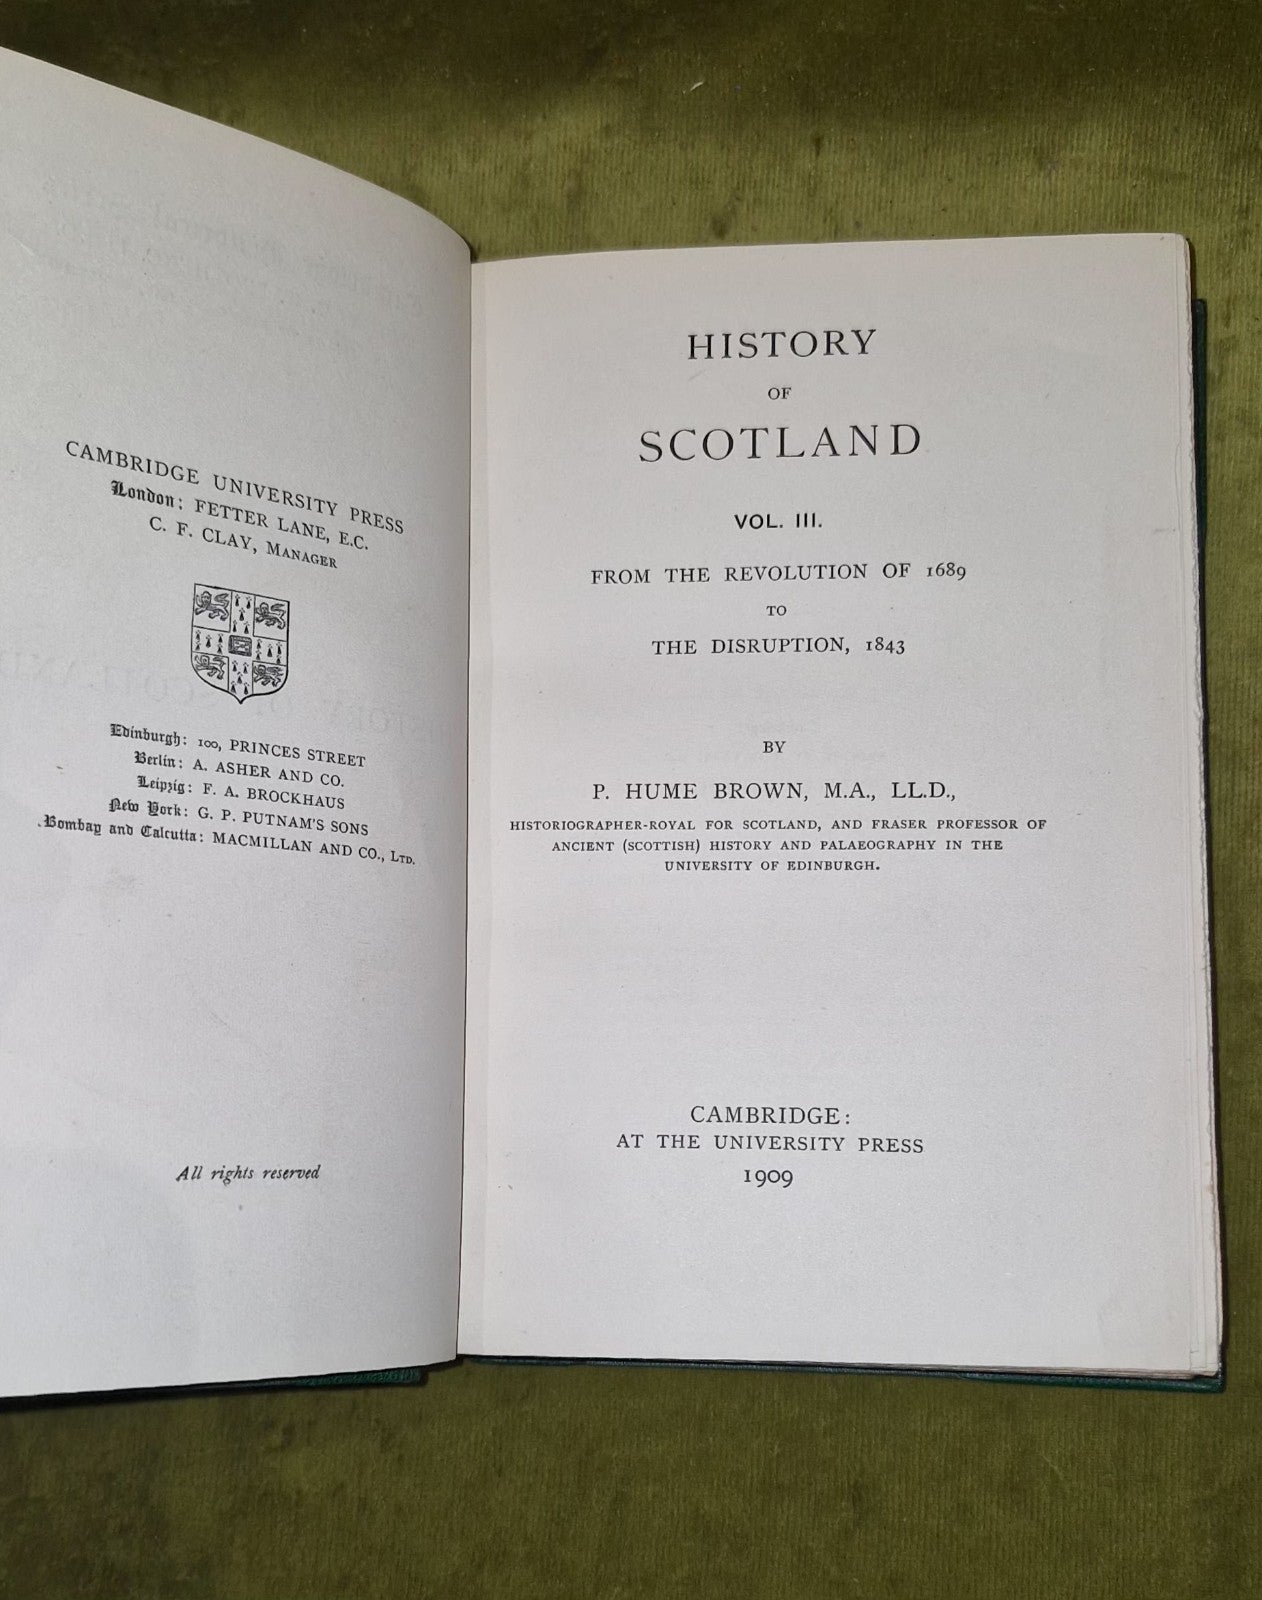 CAMBRIDGE UNIVERSITY PRESS
London: FETTER LANE, E.C.
C. F. CLAY, MANAGER
Edinburgh: 100, PRINCES STREET
Berlin: A. ASHER AND CO.
Leipzig: F. A. BROCKHAUS
New York: G. P. PUTNAM'S SONS
Bombay and Calcutta: MACMILLAN AND CO., LTD.
All rights reserved
HISTORY
OF
SCOTLAND
VOL. III.
FROM THE REVOLUTION OF 1689
TO
THE DISRUPTION, 1843
BY
P. HUME BROWN, M.A., LL.D.,
HISTORIOGRAPHER-ROYAL FOR SCOTLAND, AND FRASER PROFESSOR OF
ANCIENT (SCOTTISH) HISTORY AND PALAEOGRAPHY IN THE
UNIVERSITY OF EDINBURGH.
CAMBRIDGE:
AT THE UNIVERSITY PRESS
1909